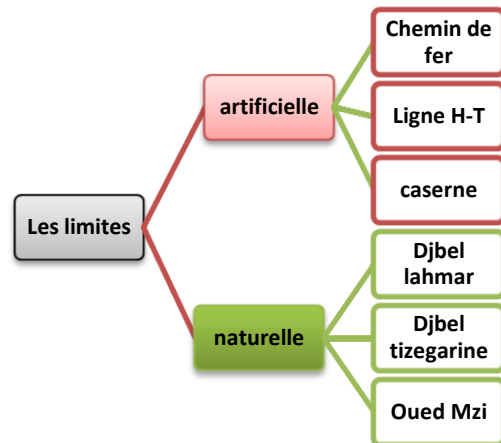 Les limites
artificielle
Chemin de
fer
Ligne H-T
caserne
naturelle
Djbel
lahmar
Djbel
tizegarine
Oued Mzi